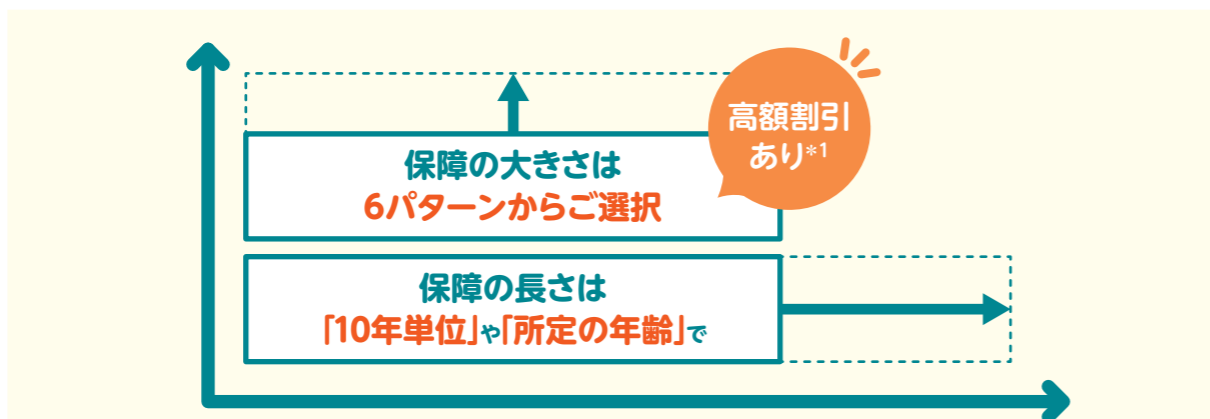 高額割引
あり*1
保障の大きさは
6パターンからご選択
保障の長さは
「10年単位」や「所定の年齢」で